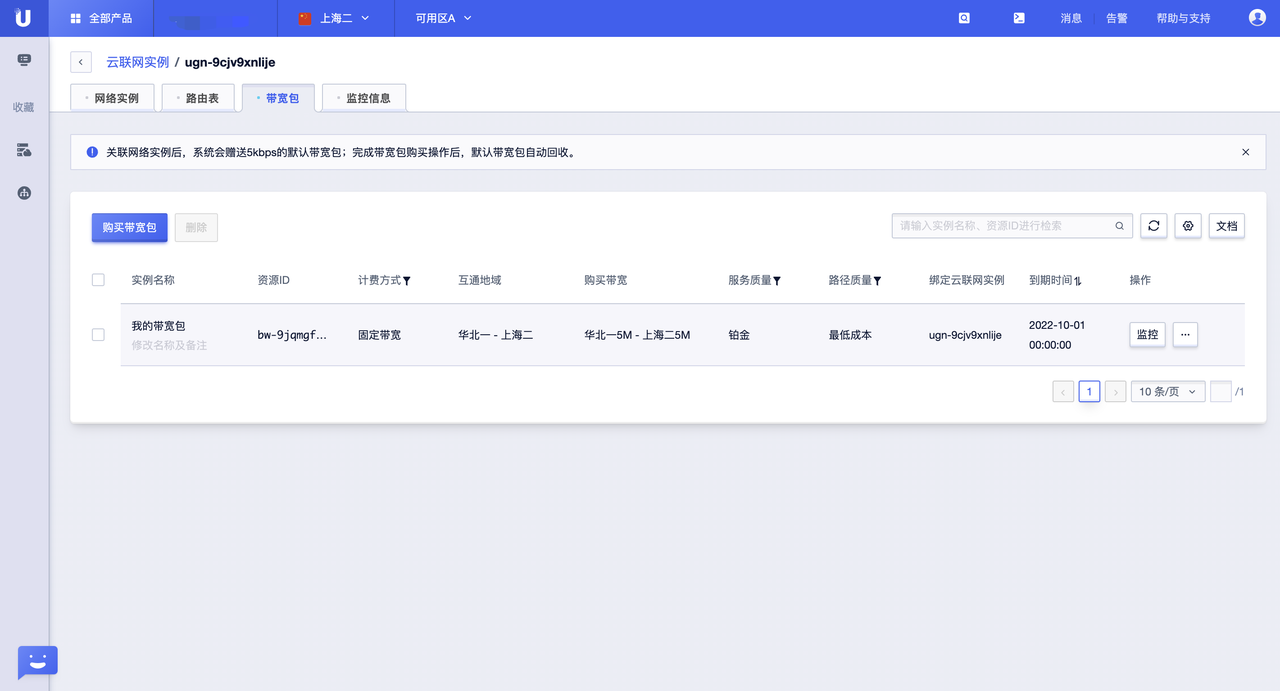 全部产品
上海二
可用区A
消息
告警
帮助与支持
收藏
云联网实例 / ugn-9cjv9xnlije
网络实例
路由表
带宽包
监控信息
关联网络实例后，系统会赠送5kbps的默认带宽包；完成带宽包购买操作后，默认带宽包自动回收。
购买带宽包
删除
请输入实例名称、资源ID进行检索
文档
实例名称 资源ID 计费方式 互通地域 购买带宽 服务质量 路径质量 绑定云联网实例 到期时间 操作
我的带宽包
修改名称及备注
bw-9jqmgf...
固定带宽
华北一 - 上海二
华北一5M - 上海二5M
铂金
最低成本
ugn-9cjv9xnlije
2022-10-01
00:00:00
监控
...
1
10 条/页
/1